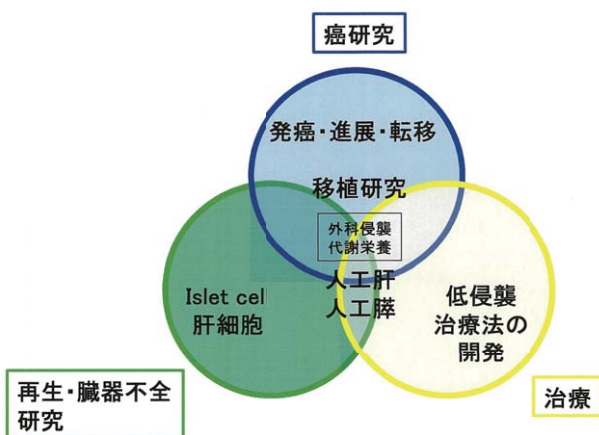 癌研究
発癌・進展・転移
移植研究
外科侵襲
代謝栄養
人工肝
人工膵
Islet cel
肝細胞
低侵襲
治療法の
開発
再生・臓器不全
研究
治療